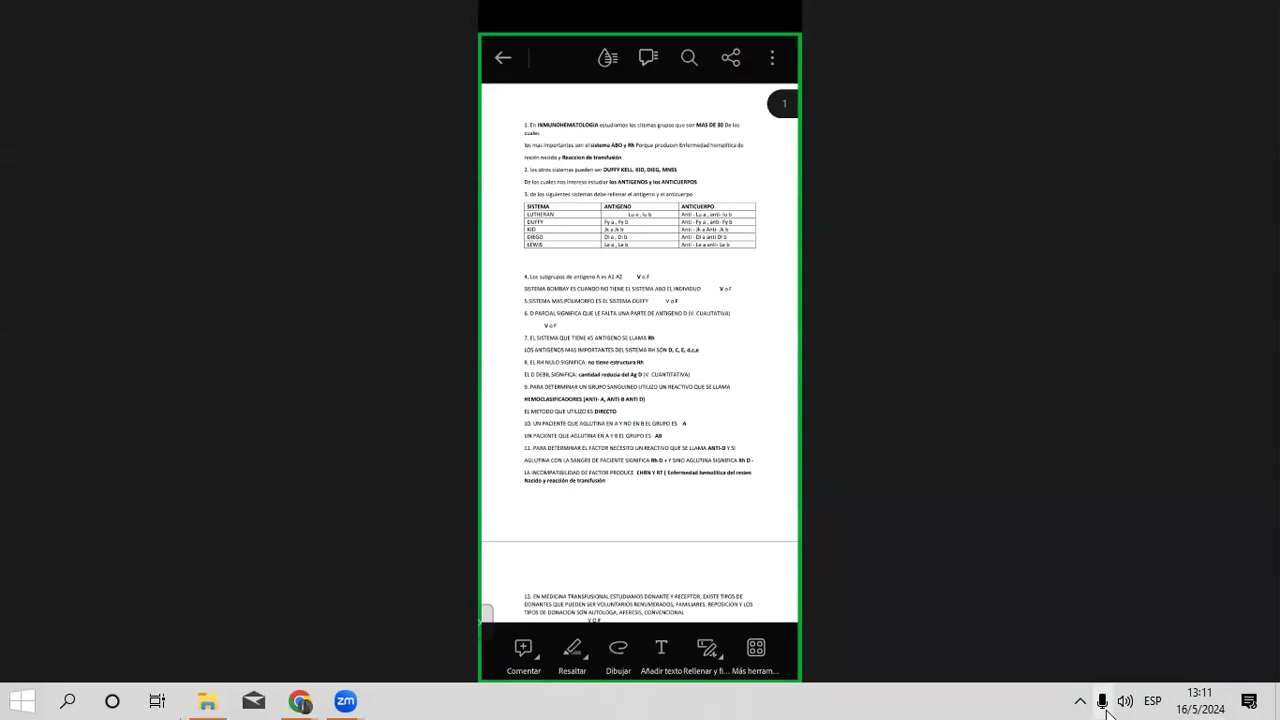 1
1. En INMUNOHEMATOLOGIA estudiamos los sitemas grupos que son MAS DE 30 De los
cuales
los mas importantes son el sistema ABO y Rh Porque producen Enfermedad hemolítica de
recién nacido y Reaccion de transfusión
2. los otros sistemas pueden ser DUFFY KELL. KID, DIEG, MNSS
De los cuales nos interesa estudiar los ANTIGENOS y los ANTICUERPOS
3. de los siguientes sistemas debe rellenar el antígeno y el anticuerpo
SISTEMA ANTIGENO ANTICUERPO
LUTHERAN Lu a , lu b Anti - Lu a , anti- lu b
DUFFY Fy a , Fy b Anti - Fy a , anti- Fy b
KID Jk a Jk b Anti - Jk a Anti- Jk b
DIEGO Di a , Di b Anti - Di a anti Di b
LEWIS Le a , Le b Anti - Le a anti- Le b
4. Los subgrupos de antígeno A es A1 A2 V o F
SISTEMA BOMBAY ES CUANDO NO TIENE EL SISTEMA ABO EL INDIVIDUO V o F
5.SISTEMA MAS POLIMORFO ES EL SISTEMA DUFFY V o F
6. D PARCIAL SIGNIFICA QUE LE FALTA UNA PARTE DE ANTIGENO D (V. CUALITATIVA)
V o F
7. EL SISTEMA QUE TIENE 45 ANTIGENO SE LLAMA Rh
LOS ANTIGENOS MAS IMPORTANTES DEL SISTEMA RH SON D, C, E, d,c,e
8. EL RH NULO SIGNIFICA: no tiene estructura Rh
El D DEBIL SIGNIFICA: cantidad reducia del Ag D (V. CUANTITATIVA)
9. PARA DETERMINAR UN GRUPO SANGUINEO UTILIZO UN REACTIVO QUE SE LLAMA
HEMOCLASIFICADORES (ANTI- A, ANTI B ANTI D)
EL METODO QUE UTILIZO ES DIRECTO
10. UN PACIENTE QUE AGLUTINA EN A Y NO EN B EL GRUPO ES A
UN PACIENTE QUE AGLUTINA EN A Y B EL GRUPO ES AB
11. PARA DETERMINAR EL FACTOR NECESITO UN REACTIVO QUE SE LLAMA ANTI-D Y SI
AGLUTINA CON LA SANGRE DE PACIENTE SIGNIFICA Rh D + Y SINO AGLUTINA SIGNIFICA Rh D -
LA INCOMPATIBILIDAD DE FACTOR PRODUCE EHRN Y RT ( Enfermedad hemolítica del resien
Nacido y reacción de transfusión
12. EN MEDICINA TRANSFUSIONAL ESTUDIAMOS DONANTE Y RECEPTOR, EXISTE TIPOS DE
DONANTES QUE PUEDEN SER VOLUNTARIOS RENUMERADOS, FAMILIARES, REPOSICION Y LOS
TIPOS DE DONACION SON AUTOLOGA, AFERESIS, CONVENCIONAL
V O F
Comentar Resaltar Dibujar Añadir texto Rellenar y fi... Más herram...
zm ESP 13:11
16/5/2024